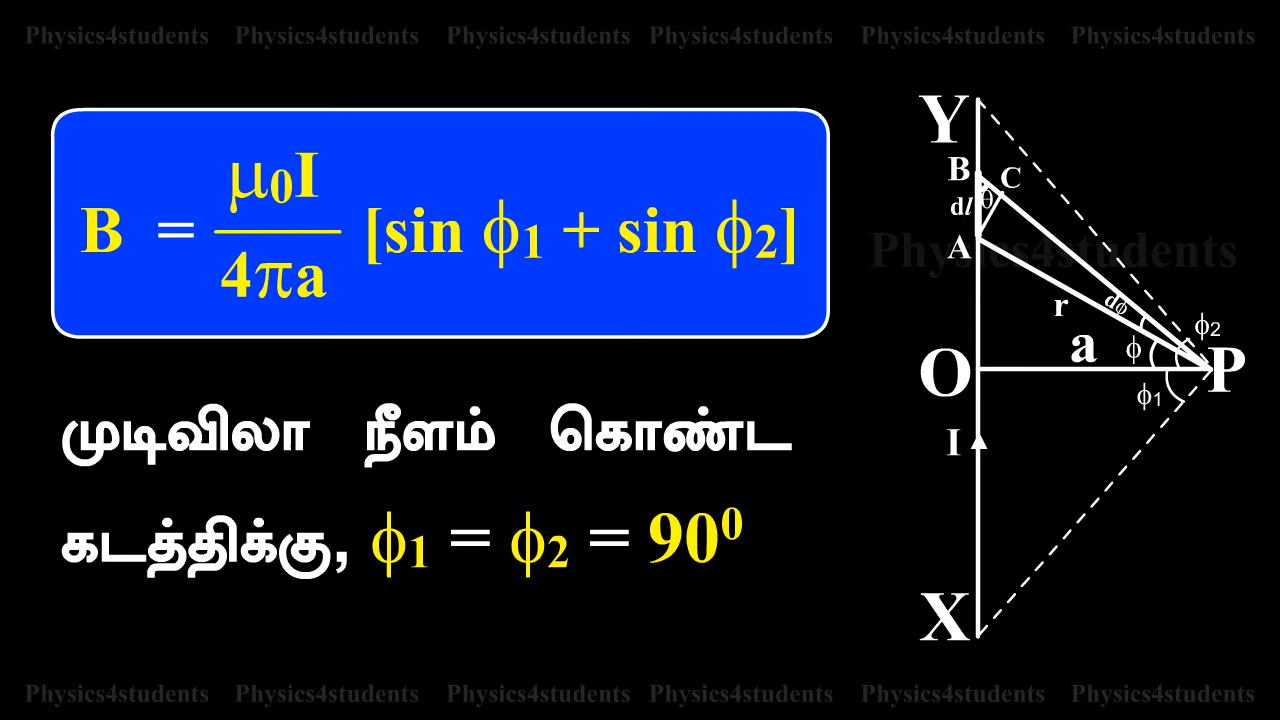 Physics4students Physics4students Physics4students Physics4students Physics4students Physics4students
B = μ₀I / 4πa [sin ϕ₁ + sin ϕ₂]
முடிவிலா நீளம் கொண்ட
கடத்திக்கு, ϕ₁ = ϕ₂ = 90⁰
Y
B
C
dl
θ
A
Physics4students
r
dϕ
ϕ₂
a
ϕ
O
P
ϕ₁
I
X
Physics4students Physics4students Physics4students Physics4students Physics4students Physics4students